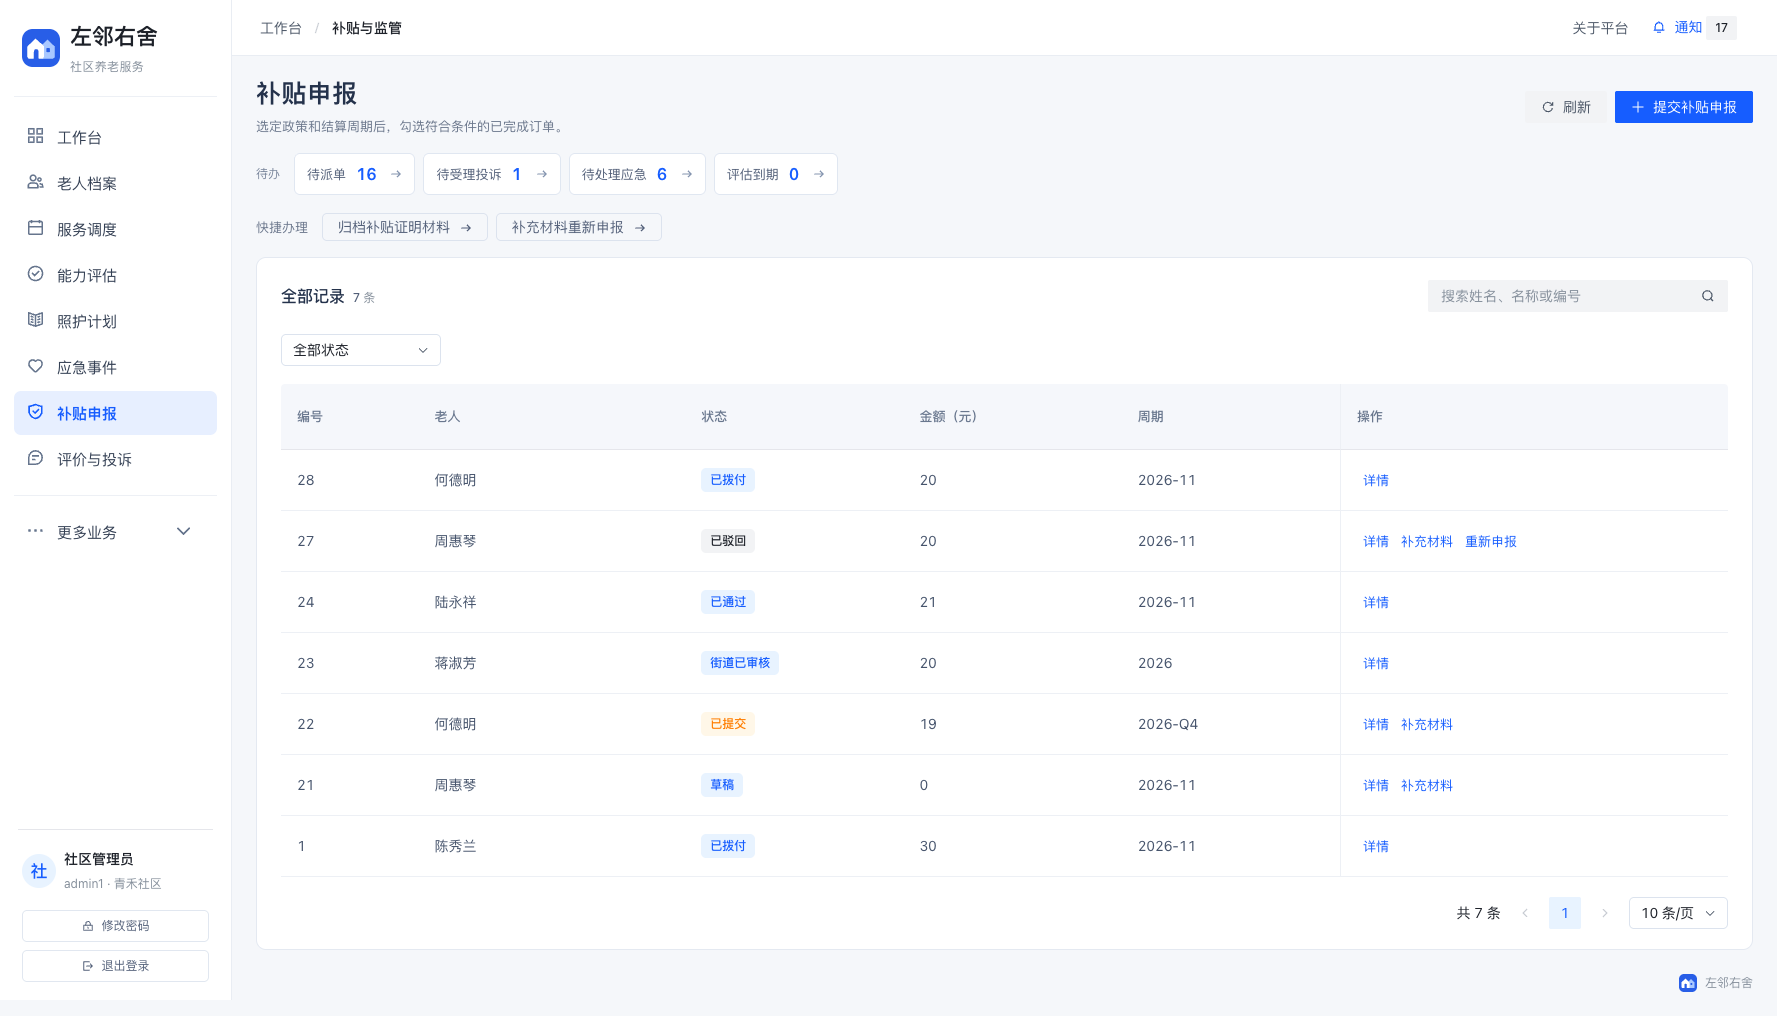 左邻右舍
社区养老服务
工作台
老人档案
服务调度
能力评估
照护计划
应急事件
补贴申报
评价与投诉
更多业务
社
社区管理员
admin1 · 青禾社区
修改密码
退出登录
工作台 / 补贴与监管
关于平台 通知 17
补贴申报
选定政策和结算周期后，勾选符合条件的已完成订单。
刷新 提交补贴申报
待办 待派单 16 → 待受理投诉 1 → 待处理应急 6 → 评估到期 0 →
快捷办理 归档补贴证明材料 → 补充材料重新申报 →
全部记录 7 条
搜索姓名、名称或编号
全部状态
编号 老人 状态 金额（元） 周期 操作
28 何德明 已拨付 20 2026-11 详情
27 周惠琴 已驳回 20 2026-11 详情 补充材料 重新申报
24 陆永祥 已通过 21 2026-11 详情
23 蒋淑芳 街道已审核 20 2026 详情
22 何德明 已提交 19 2026-Q4 详情 补充材料
21 周惠琴 草稿 0 2026-11 详情 补充材料
1 陈秀兰 已拨付 30 2026-11 详情
共 7 条 1 10 条/页
左邻右舍